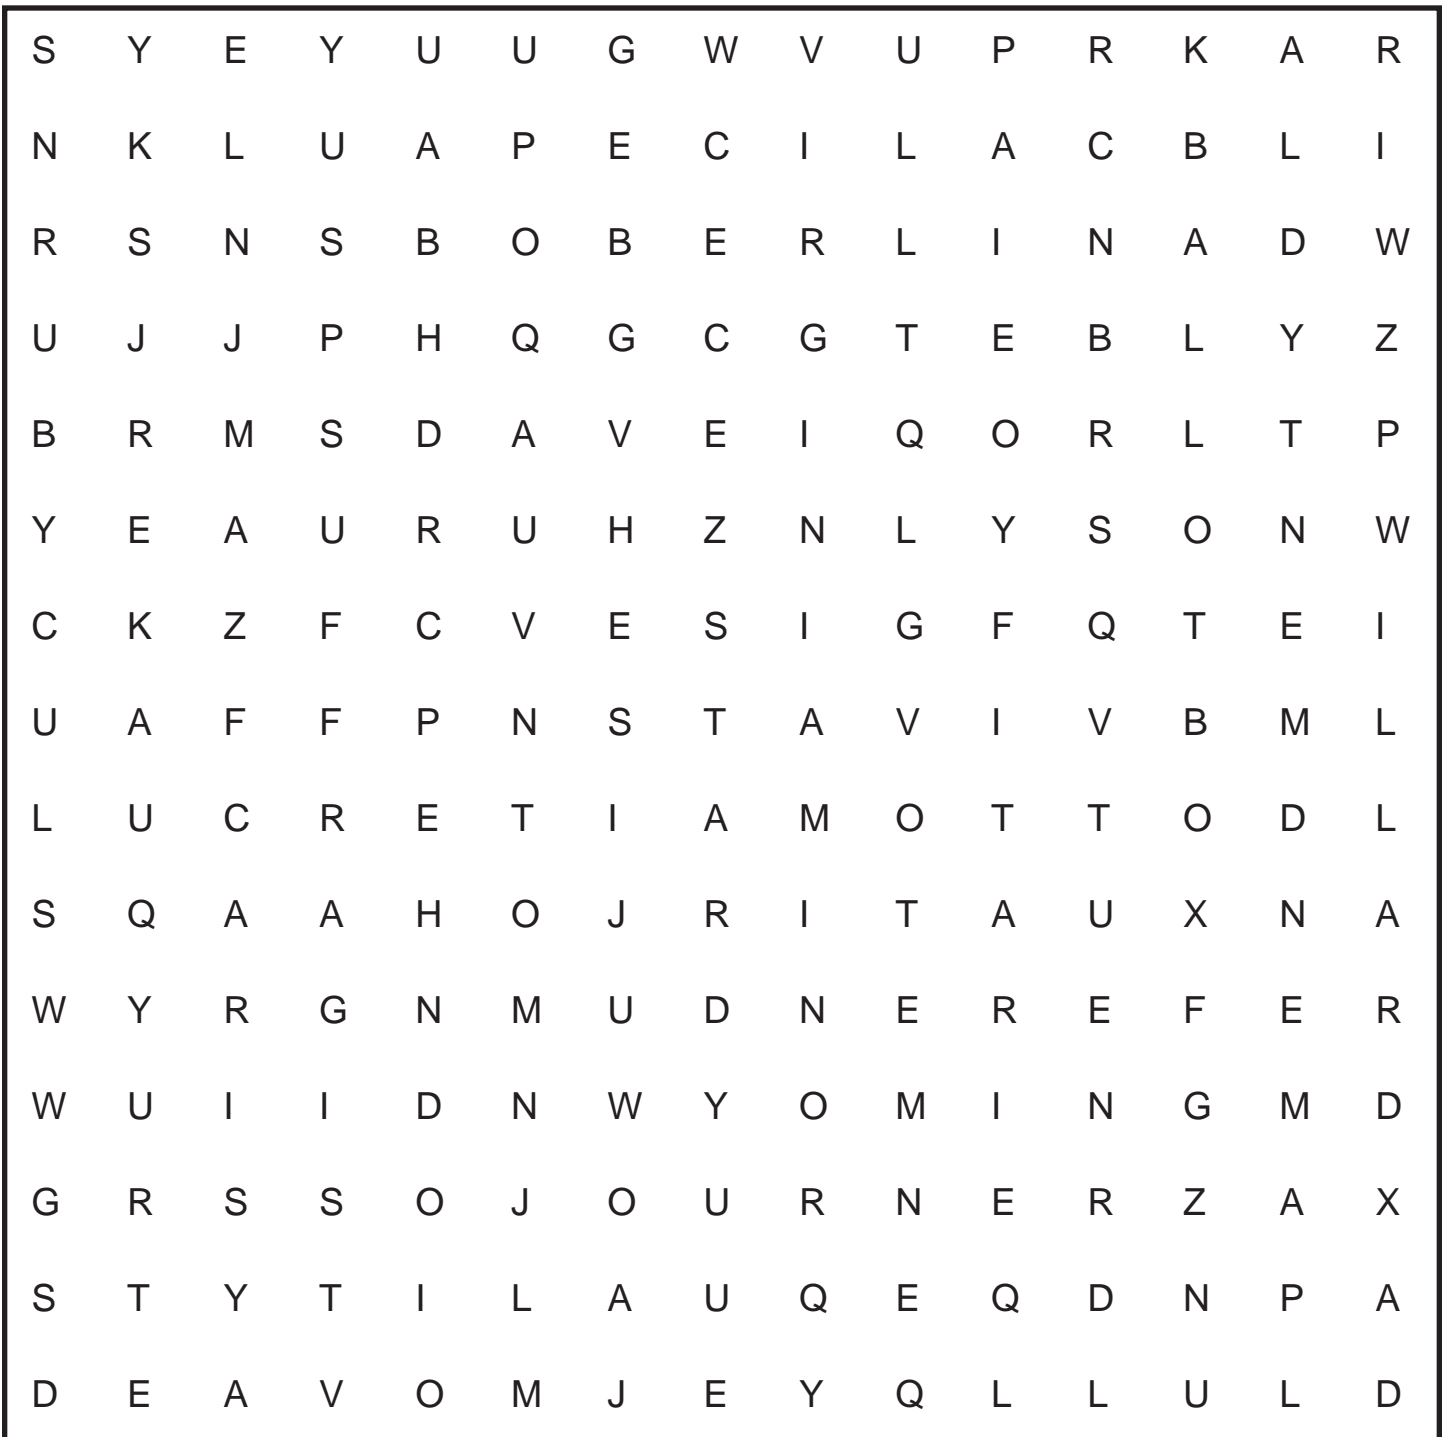 S Y E Y U U G W V U P R K A R
N K L U A P E C I L A C B L I
R S N S B O B E R L I N A D W
U J J P H Q G C G T E B L Y Z
B R M S D A V E I Q O R L T P
Y E A U R U H Z N L Y S O N W
C K Z F C V E S I G F Q T E I
U A F F P N S T A V I V B M L
L U C R E T I A M O T T O D L
S Q A A H O J R I T A U X N A
W Y R G N M U D N E R E F E R
W U I I D N W Y O M I N G M D
G R S S O J O U R N E R Z A X
S T Y T I L A U Q E Q D N P A
D E A V O M J E Y Q L L U L D